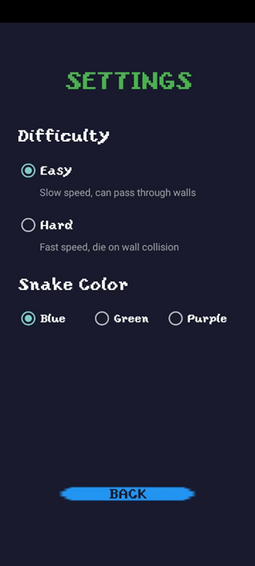 SETTINGS
Difficulty
Easy
Slow speed, can pass through walls
Hard
Fast speed, die on wall collision
Snake Color
Blue Green Purple
BACK